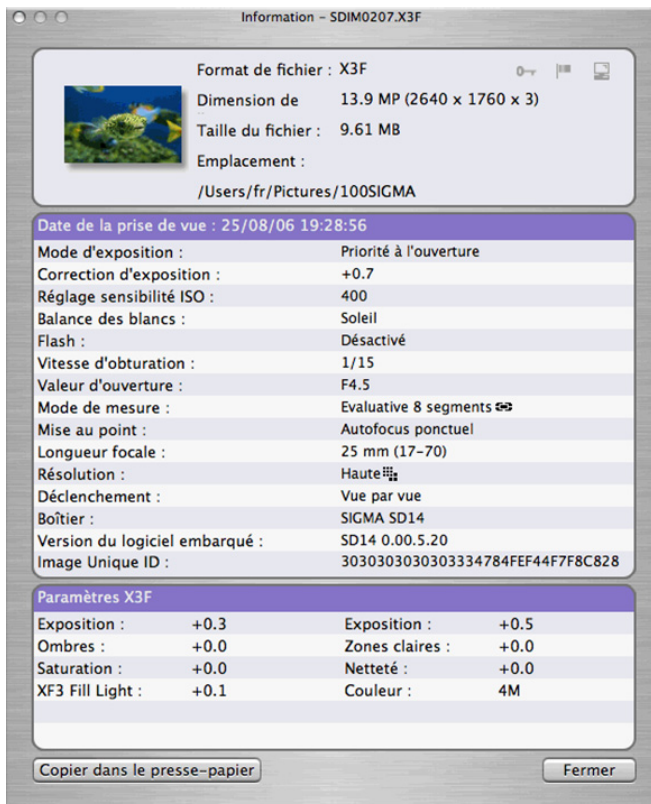 Information - SDIM0207.X3F
Format de fichier : X3F
Dimension de 13.9 MP (2640 x 1760 x 3)
Taille du fichier : 9.61 MB
Emplacement :
/Users/fr/Pictures/100SIGMA
Date de la prise de vue : 25/08/06 19:28:56
Mode d'exposition : Priorité à l'ouverture
Correction d'exposition : +0.7
Réglage sensibilité ISO : 400
Balance des blancs : Soleil
Flash : Désactivé
Vitesse d'obturation : 1/15
Valeur d'ouverture : F4.5
Mode de mesure : Evaluative 8 segments
Mise au point : Autofocus ponctuel
Longueur focale : 25 mm (17-70)
Résolution : Haute
Déclenchement : Vue par vue
Boîtier : SIGMA SD14
Version du logiciel embarqué : SD14 0.00.5.20
Image Unique ID : 3030303030303334784FEF44F7F8C828
Paramètres X3F
Exposition : +0.3 Exposition : +0.5
Ombres : +0.0 Zones claires : +0.0
Saturation : +0.0 Netteté : +0.0
XF3 Fill Light : +0.1 Couleur : 4M
Copier dans le presse-papier Fermer